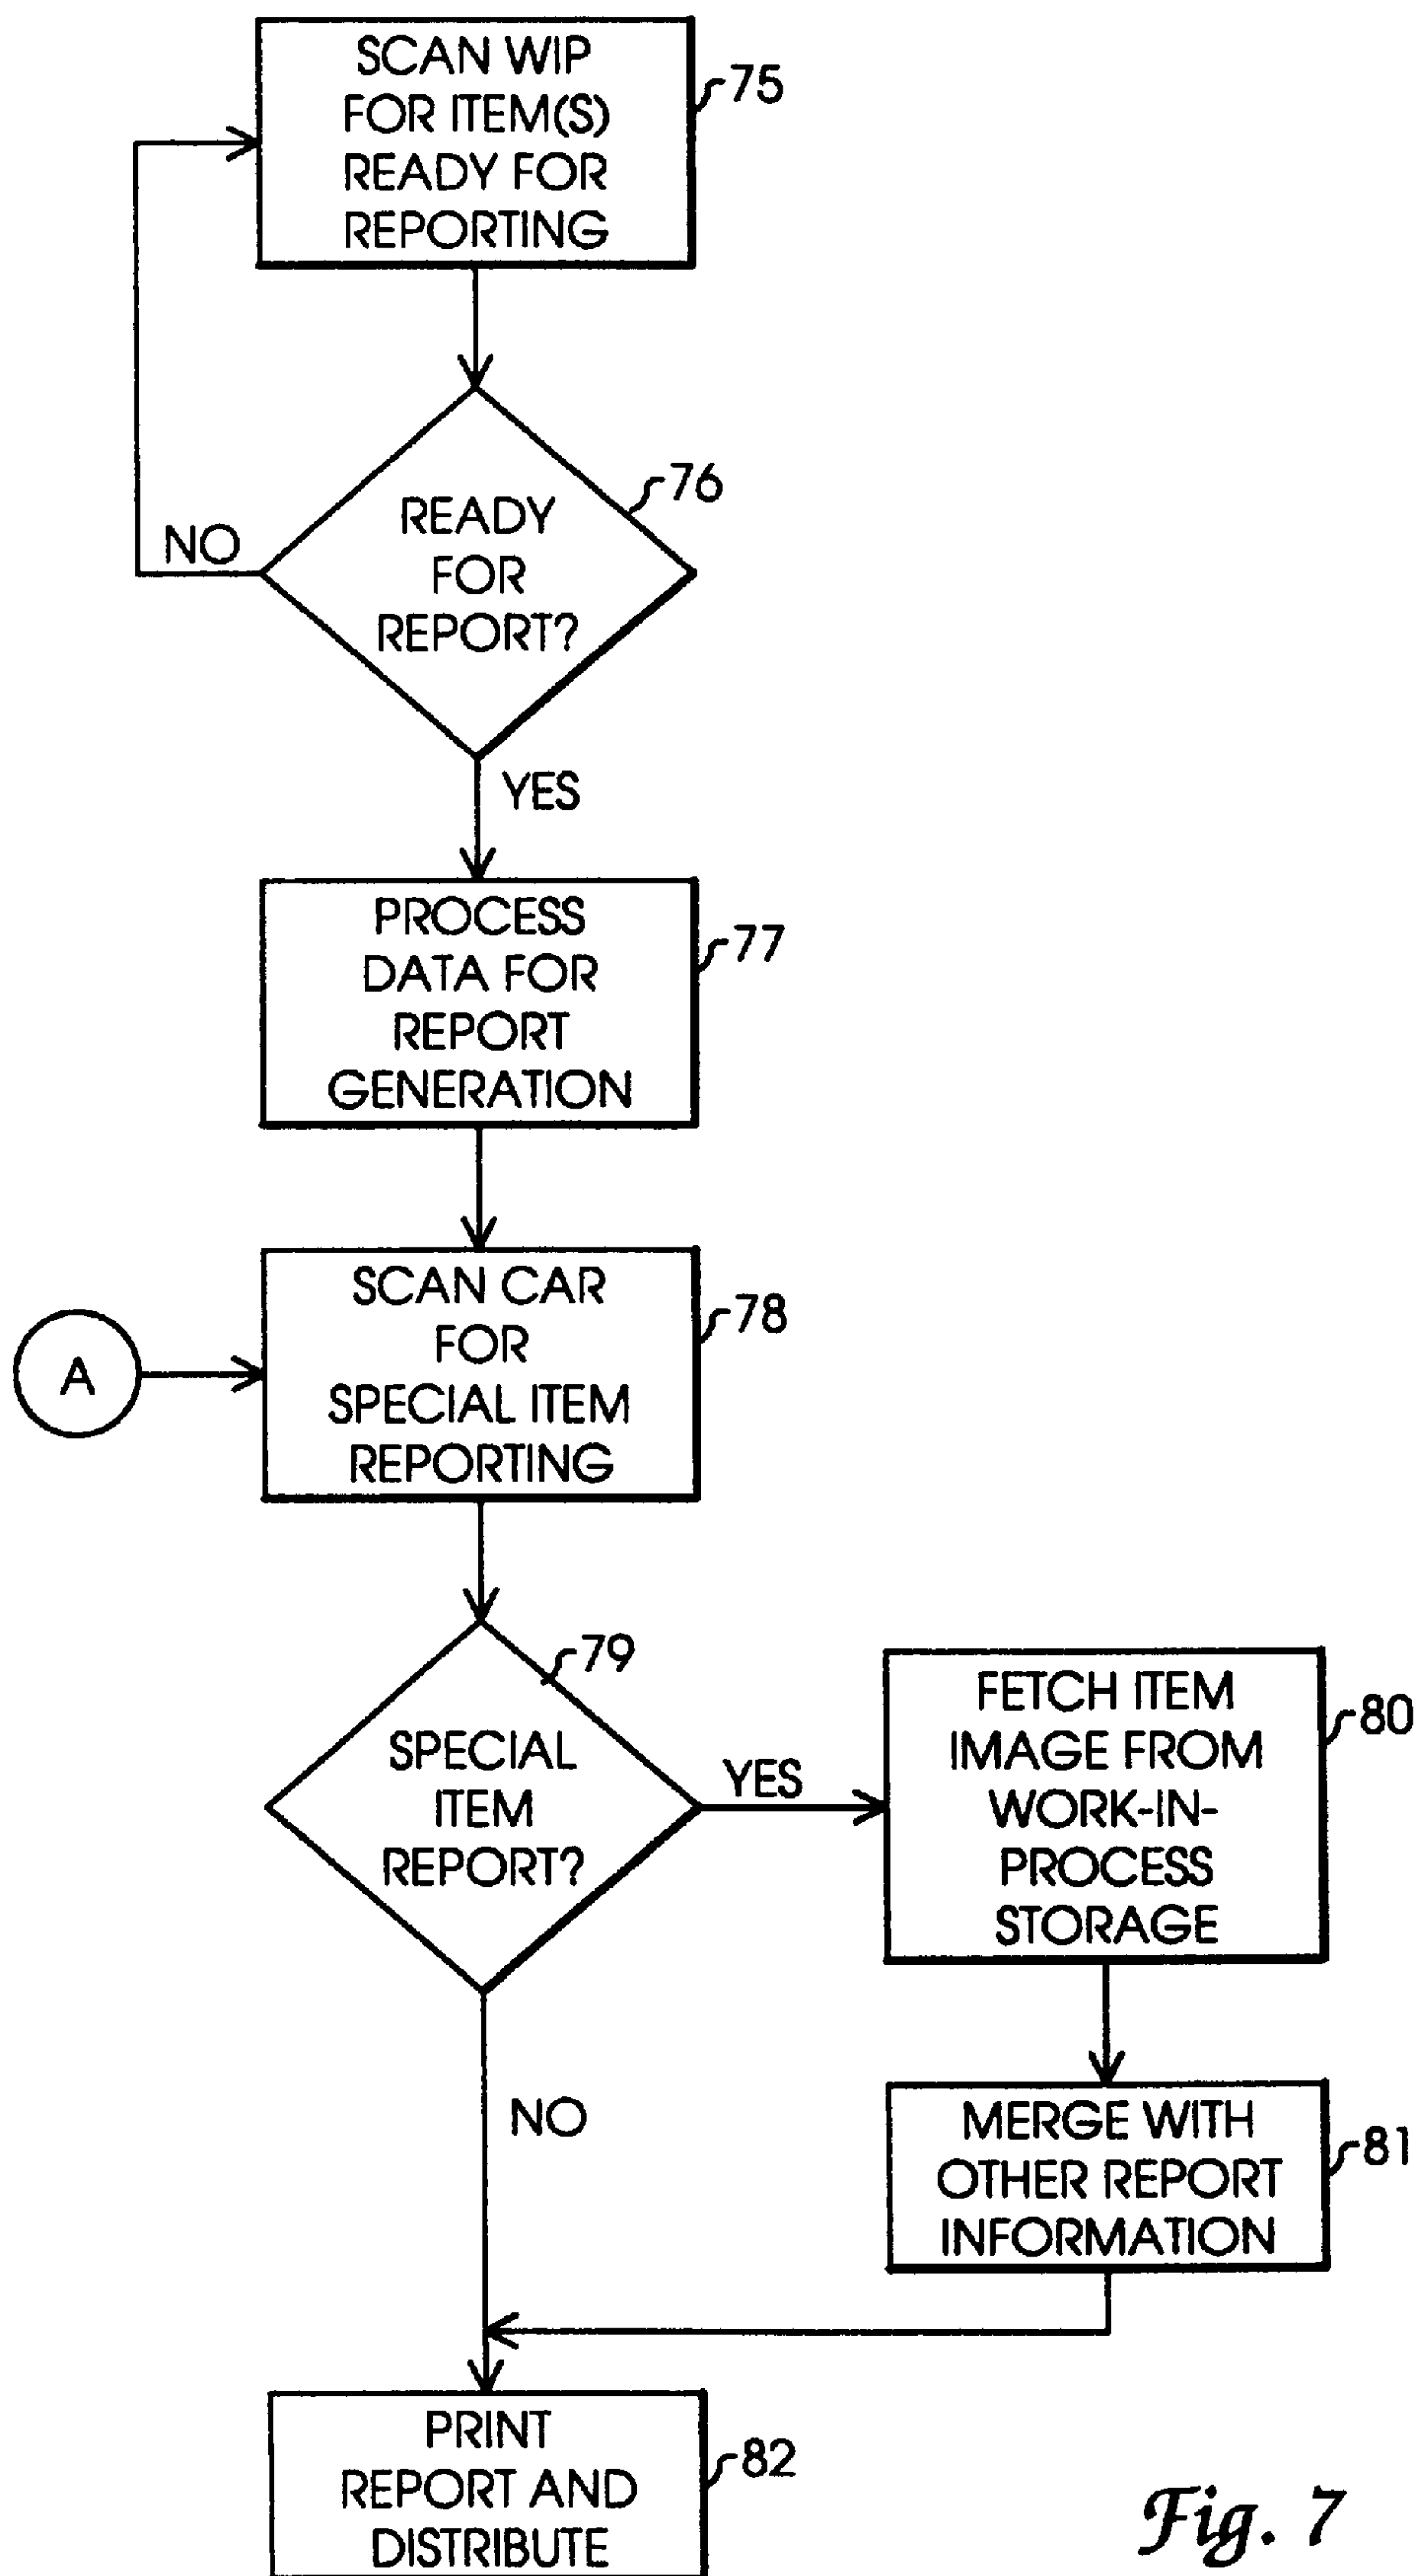 SCAN WIP
FOR ITEM(S)
READY FOR
REPORTING
75
READY
FOR
REPORT?
76
NO
YES
PROCESS
DATA FOR
REPORT
GENERATION
77
SCAN CAR
FOR
SPECIAL ITEM
REPORTING
78
A
SPECIAL
ITEM
REPORT?
79
YES
NO
FETCH ITEM
IMAGE FROM
WORK-IN-
PROCESS
STORAGE
80
MERGE WITH
OTHER REPORT
INFORMATION
81
PRINT
REPORT AND
DISTRIBUTE
82
Fig. 7